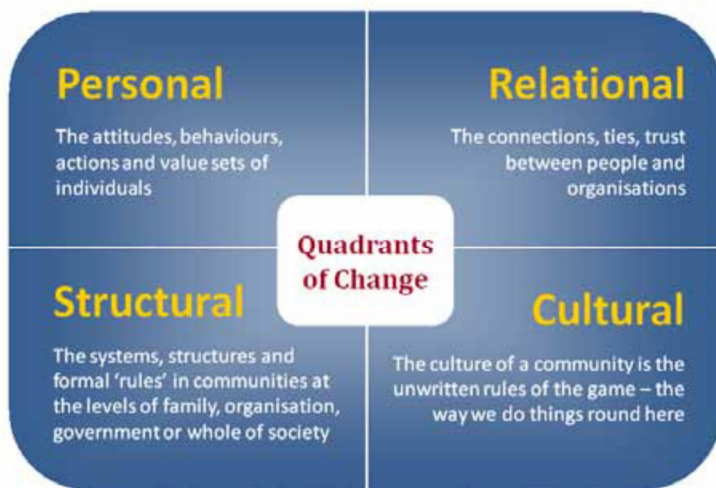 Personal
The attitudes, behaviours,
actions and value sets of
individuals
Relational
The connections, ties, trust
between people and
organisations
Quadrants
of Change
Structural
The systems, structures and
formal ‘rules’ in communities at
the levels of family, organisation,
government or whole of society
Cultural
The culture of a community is the
unwritten rules of the game – the
way we do things round here